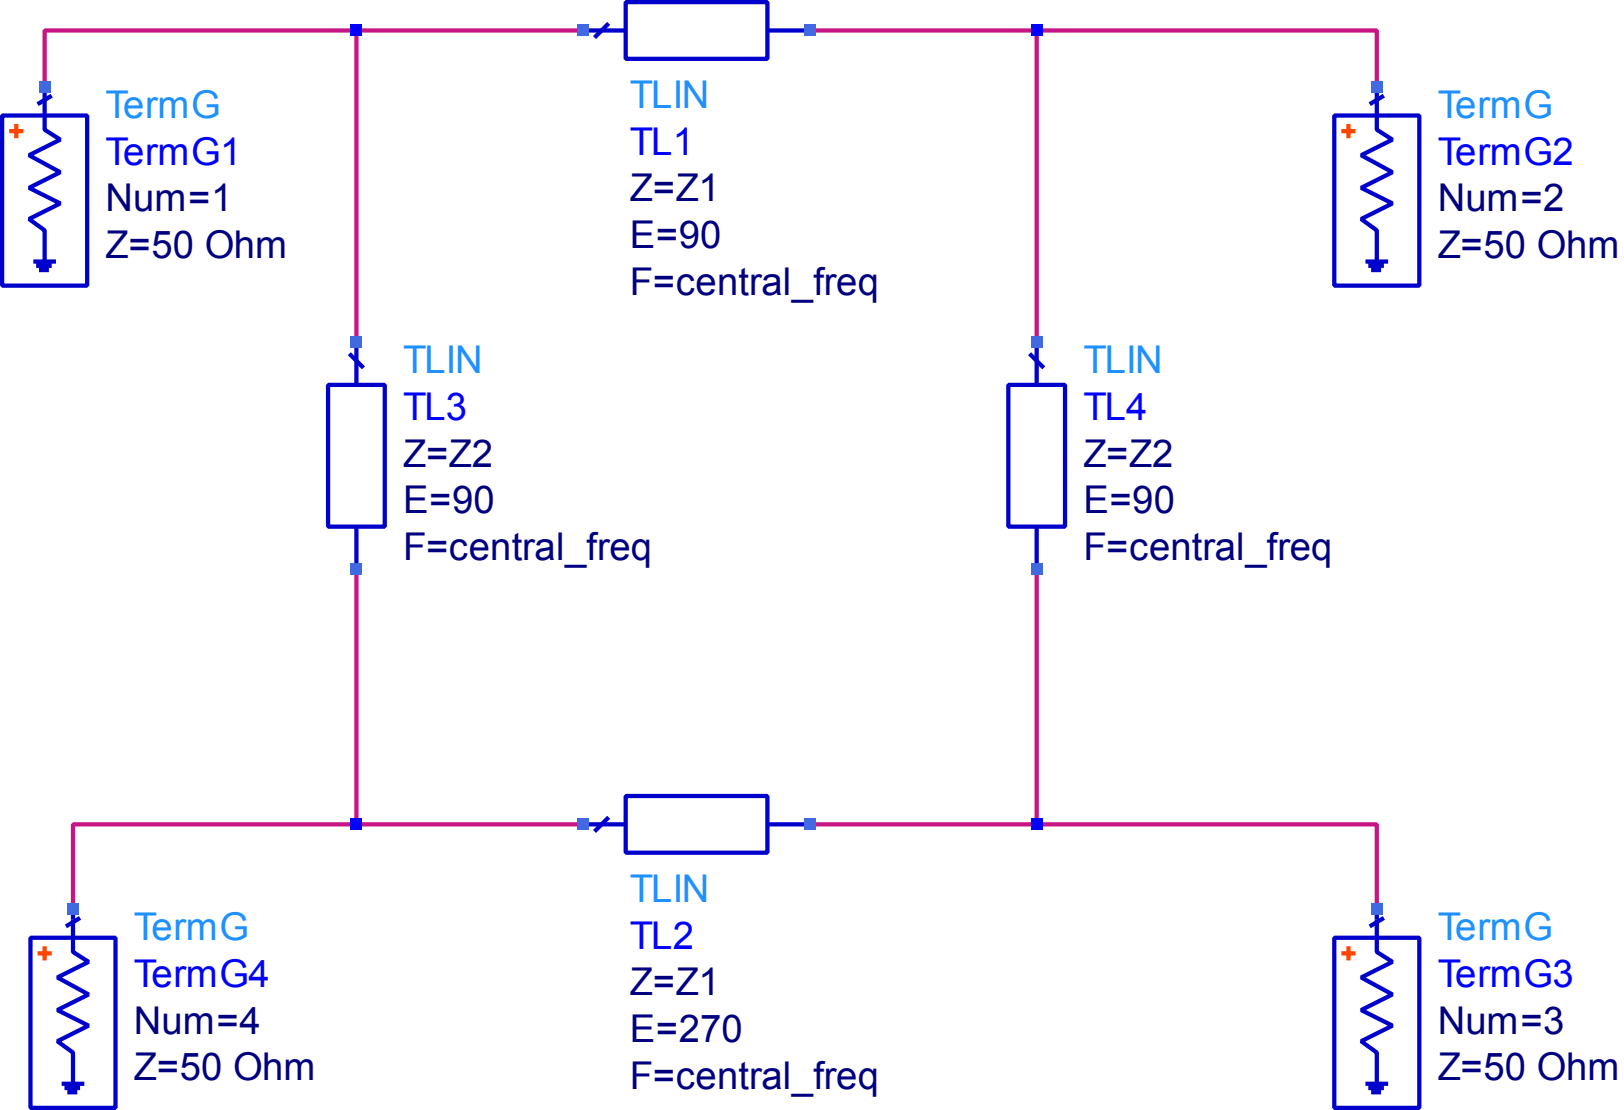 TermG
TermG1
Num=1
Z=50 Ohm
TLIN
TL1
Z=Z1
E=90
F=central_freq
TermG
TermG2
Num=2
Z=50 Ohm
TLIN
TL3
Z=Z2
E=90
F=central_freq
TLIN
TL4
Z=Z2
E=90
F=central_freq
TermG
TermG4
Num=4
Z=50 Ohm
TLIN
TL2
Z=Z1
E=270
F=central_freq
TermG
TermG3
Num=3
Z=50 Ohm